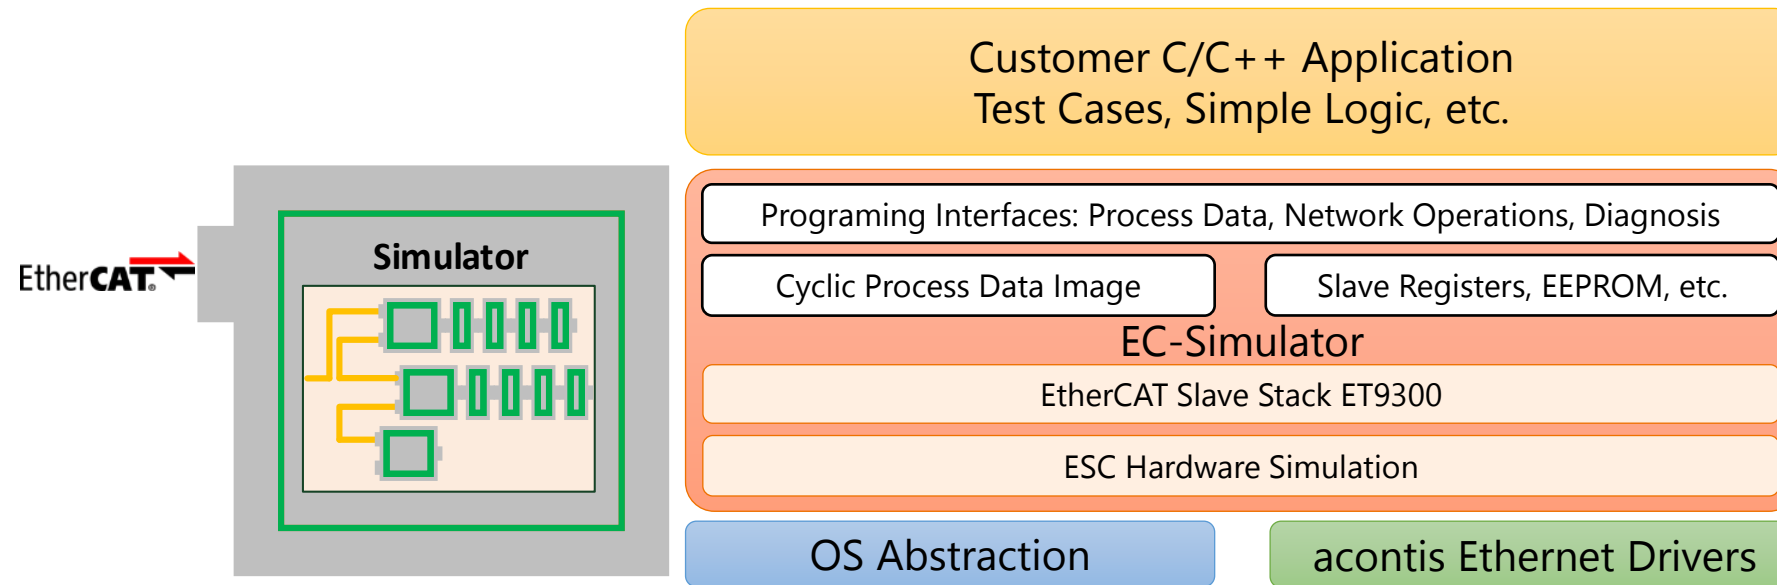 EtherCAT®
Simulator
Customer C/C++ Application
Test Cases, Simple Logic, etc.
Programing Interfaces: Process Data, Network Operations, Diagnosis
Cyclic Process Data Image
Slave Registers, EEPROM, etc.
EC-Simulator
EtherCAT Slave Stack ET9300
ESC Hardware Simulation
OS Abstraction
acontis Ethernet Drivers